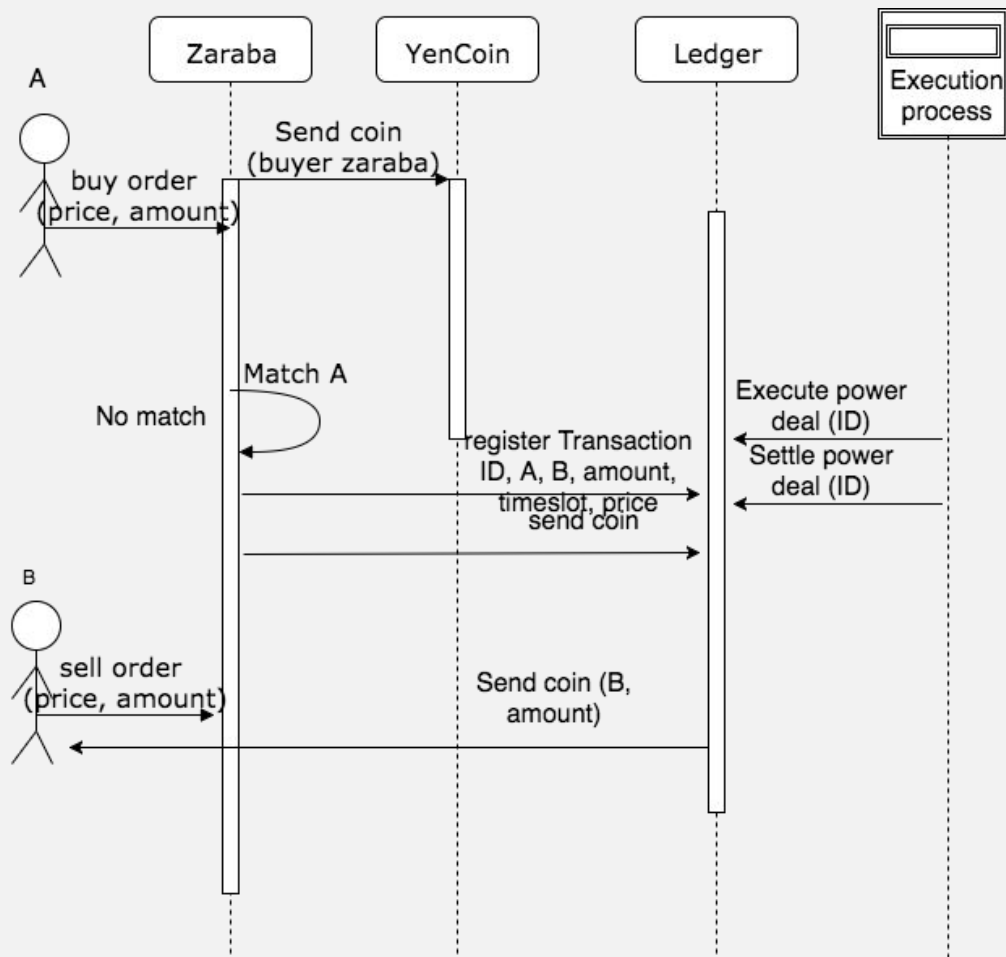 Zaraba
YenCoin
Ledger
Execution
process
A
Send coin
(buyer zaraba)
buy order
(price, amount)
Match A
No match
Execute power
deal (ID)
register Transaction
ID, A, B, amount,
timeslot, price
Settle power
deal (ID)
send coin
B
sell order
(price, amount)
Send coin (B,
amount)